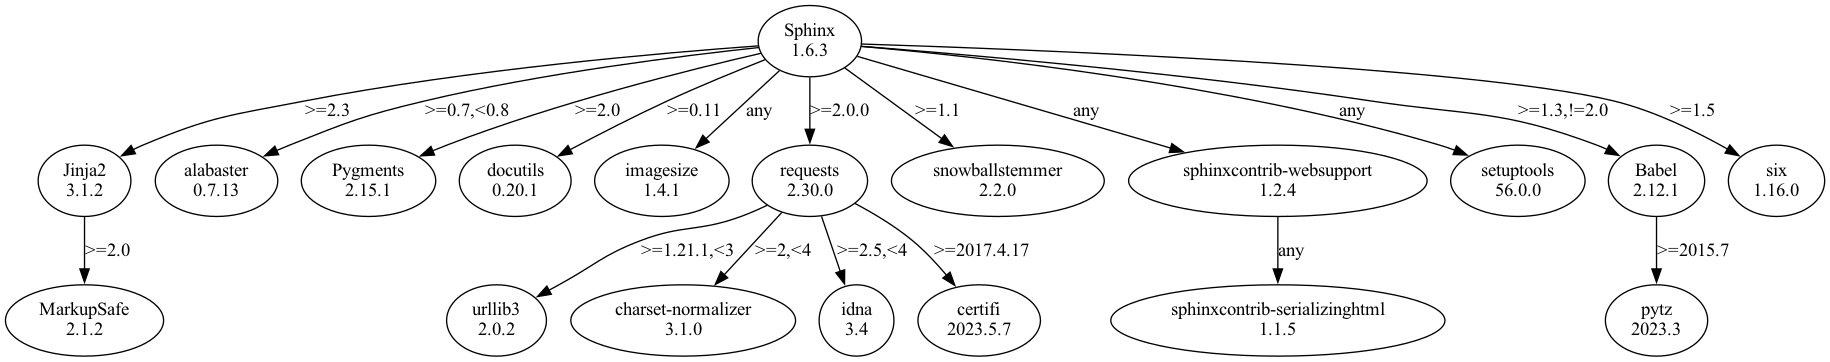 Sphinx
1.6.3
>=2.3
>=0.7,<0.8
>=2.0
>=0.11
any
>=2.0.0
>=1.1
any
any
>=1.3,!=2.0
>=1.5
Jinja2
3.1.2
alabaster
0.7.13
Pygments
2.15.1
docutils
0.20.1
imagesize
1.4.1
requests
2.30.0
snowballstemmer
2.2.0
sphinxcontrib-websupport
1.2.4
setuptools
56.0.0
Babel
2.12.1
six
1.16.0
>=2.0
>=1.21.1,<3
>=2,<4
>=2.5,<4
>=2017.4.17
any
>=2015.7
MarkupSafe
2.1.2
urllib3
2.0.2
charset-normalizer
3.1.0
idna
3.4
certifi
2023.5.7
sphinxcontrib-serializinghtml
1.1.5
pytz
2023.3